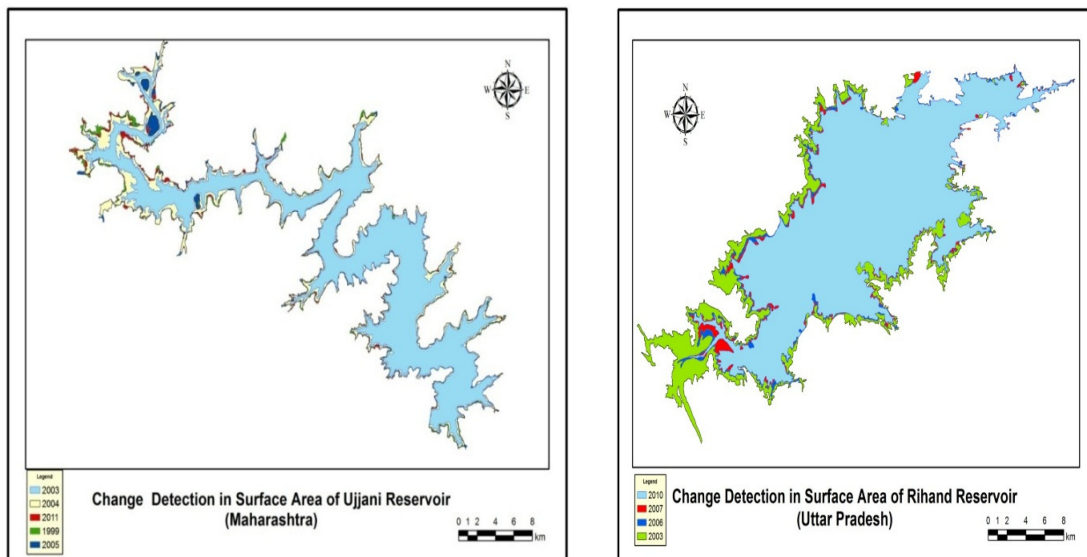 N
W E
S
Legend
2003
2004
2011
1999
2005
Change Detection in Surface Area of Ujjani Reservoir
(Maharashtra)
0 1 2 4 6 8
km
N
W E
S
Legend
2010
2007
2006
2003
Change Detection in Surface Area of Rihand Reservoir
(Uttar Pradesh)
0 1 2 4 6 8
km